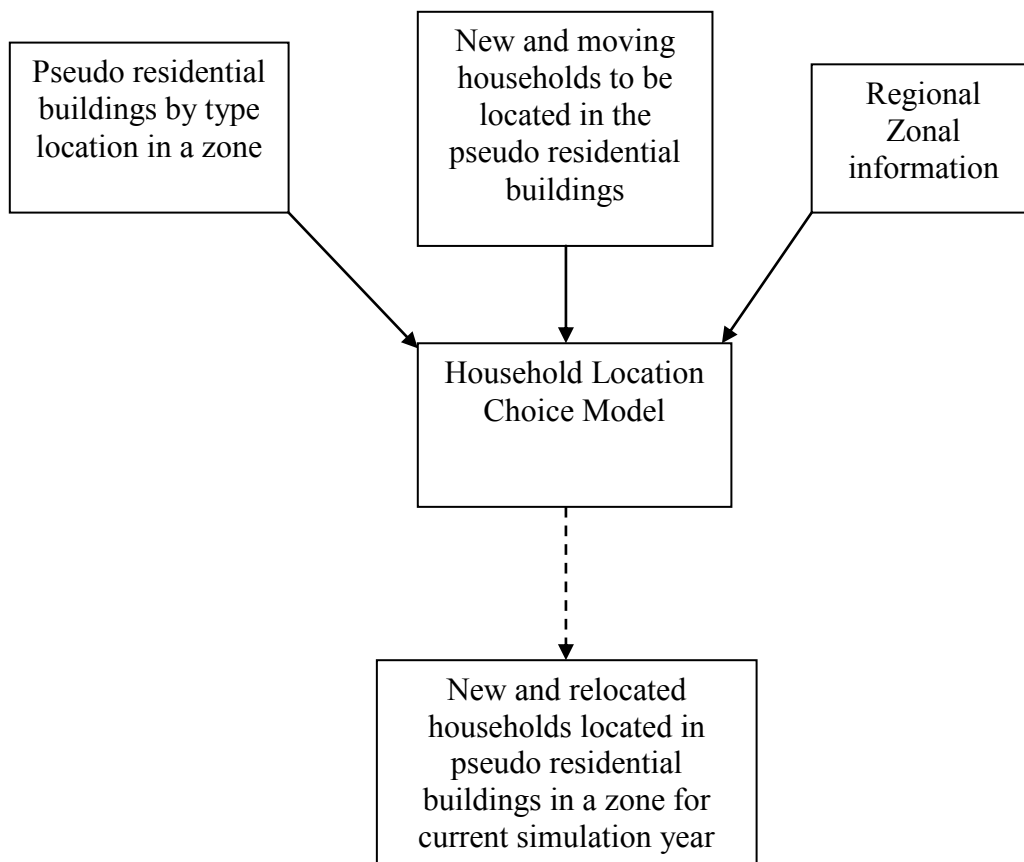 Pseudo residential
buildings by type
location in a zone
New and moving
households to be
located in the
pseudo residential
buildings
Regional
Zonal
information
Household Location
Choice Model
New and relocated
households located in
pseudo residential
buildings in a zone for
current simulation year